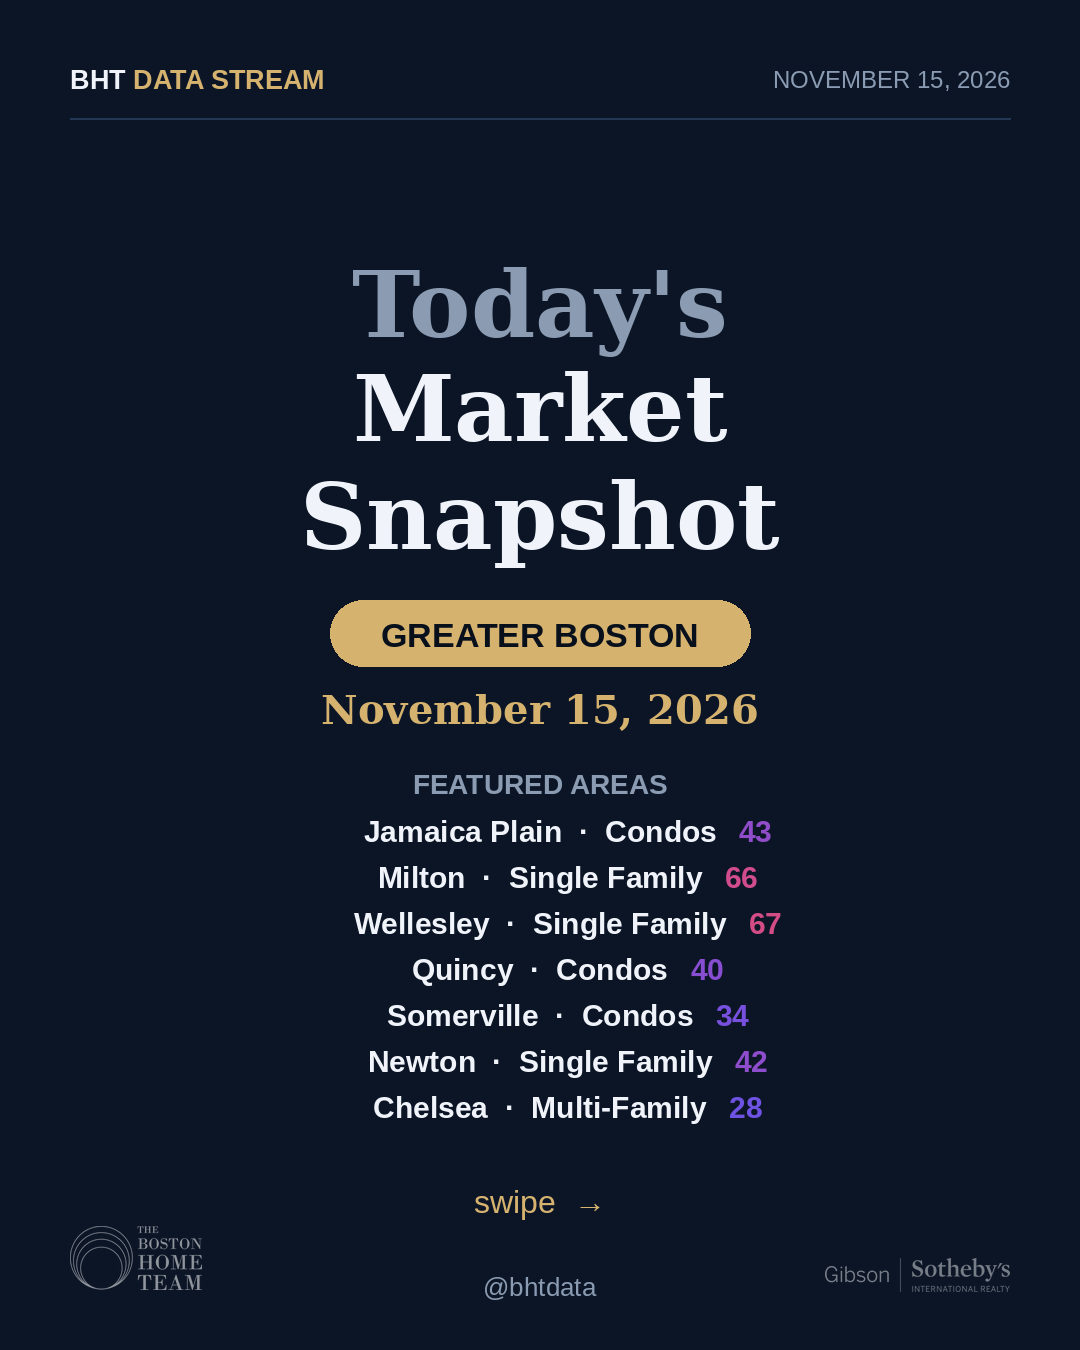 BHT DATA STREAM
NOVEMBER 15, 2026
Today's
Market
Snapshot
GREATER BOSTON
November 15, 2026
FEATURED AREAS
Jamaica Plain · Condos 43
Milton · Single Family 66
Wellesley · Single Family 67
Quincy · Condos 40
Somerville · Condos 34
Newton · Single Family 42
Chelsea · Multi-Family 28
swipe →
THE
BOSTON
HOME
TEAM
@bhtdata
Gibson
Sotheby's
INTERNATIONAL REALTY